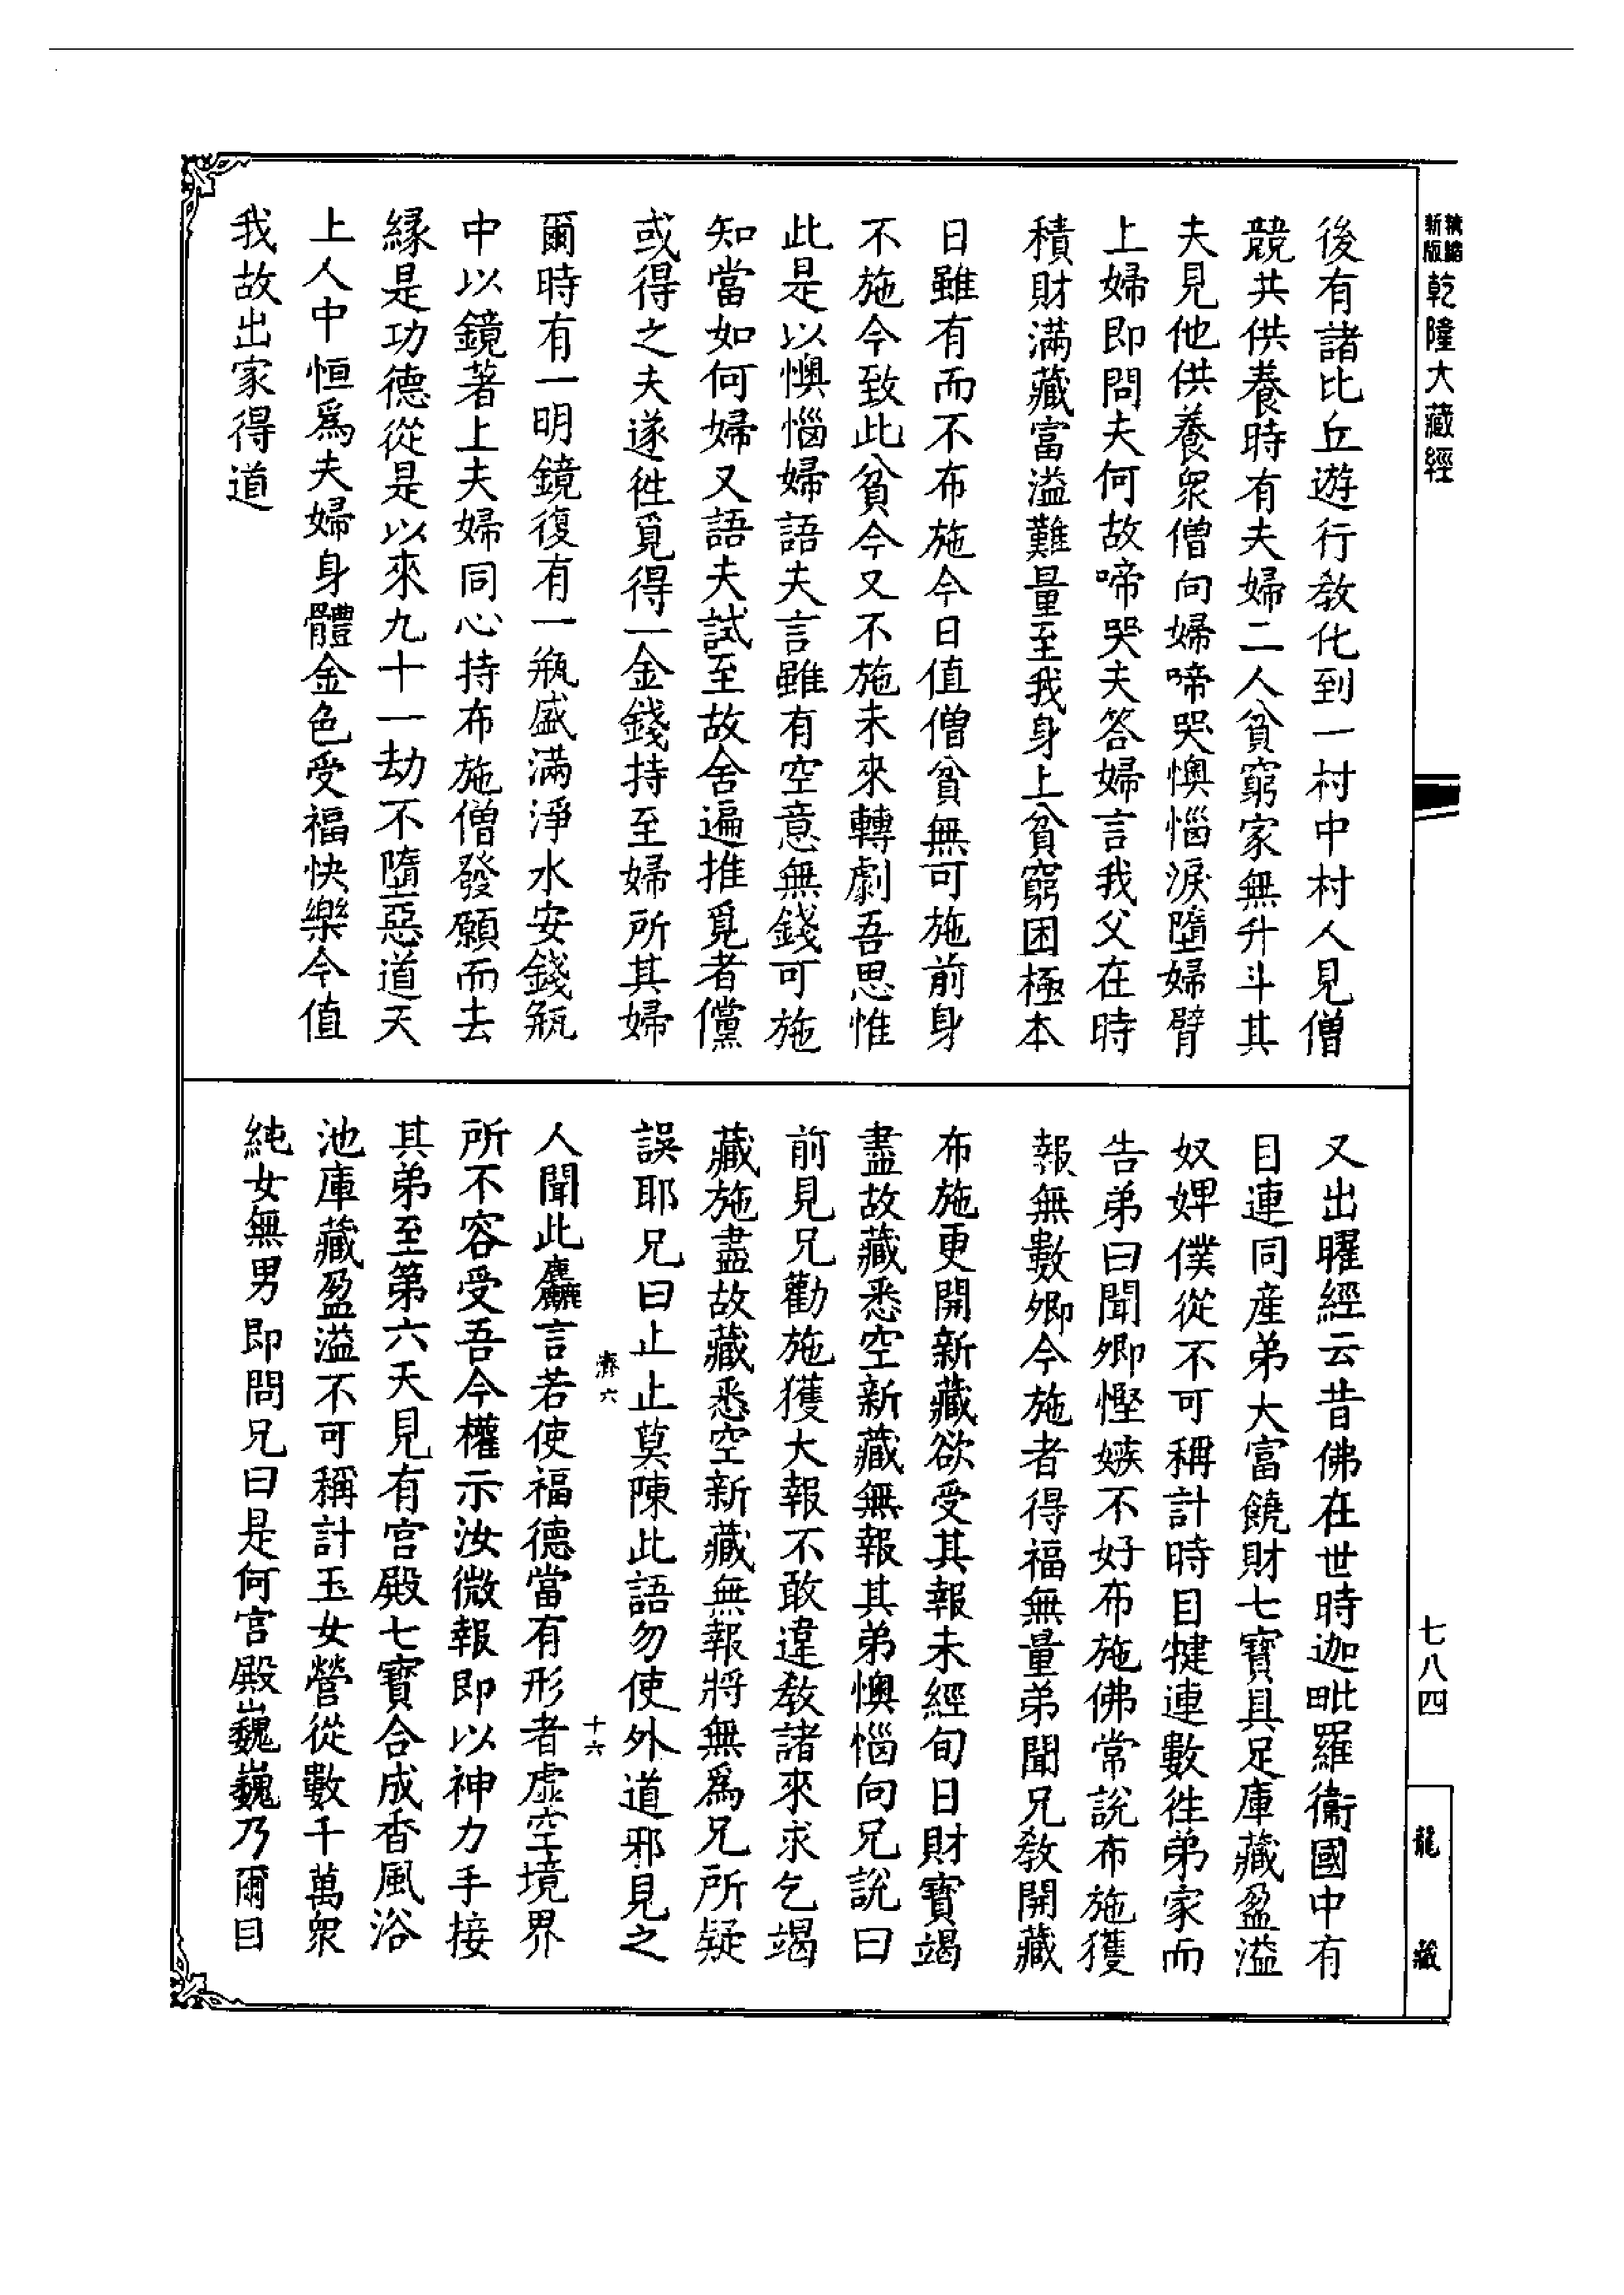 新版精縮乾隆大藏經
後有諸比丘遊行教化到一村中村人見僧
競共供養時有夫婦二人貧窮家無升斗其
夫見他供養衆僧向婦啼哭懊惱淚墮婦臂
上婦即問夫何故啼哭夫答婦言我父在時
積財滿藏富溢難量至我身上貧窮困極本
日雖有而不布施今日值僧貧無可施前身
不施今致此貧今又不施未來轉劇吾思惟
此是以懊惱婦語夫言雖有空意無錢可施
知當如何婦又語夫試至故舍遍推覓者儻
或得之夫遂徃覓得一金錢持至婦所其婦
爾時有一明鏡復有一瓶盛滿淨水安錢瓶
中以鏡著上夫婦同心持布施僧發願而去
縁是功德從是以來九十一劫不墮惡道天
上人中恒爲夫婦身體金色受福快樂今值
我故出家得道
又出曜經云昔佛在世時迦毗羅衞國中有
目連同産弟大富饒財七寶具足庫藏盈溢
奴婢僕從不可稱計時目揵連數徃弟家而
告弟曰聞卿慳嫉不好布施佛常說布施獲
報無數卿今施者得福無量弟聞兄教開藏
布施更開新藏欲受其報未經旬日財寶竭
盡故藏悉空新藏無報其弟懊惱向兄說曰
前見兄勸施獲大報不敢違教諸來求乞竭
藏施盡故藏悉空新藏無報將無爲兄所疑
誤耶兄曰止止莫陳此語勿使外道邪見之
濟六
十六
人聞此麤言若使福德當有形者虛空境界
所不容受吾今權示汝微報即以神力手接
其弟至第六天見有宮殿七寶合成香風浴
池庫藏盈溢不可稱計玉女營從數千萬衆
純女無男即問兄曰是何宮殿巍巍乃爾目
七八四
龍藏